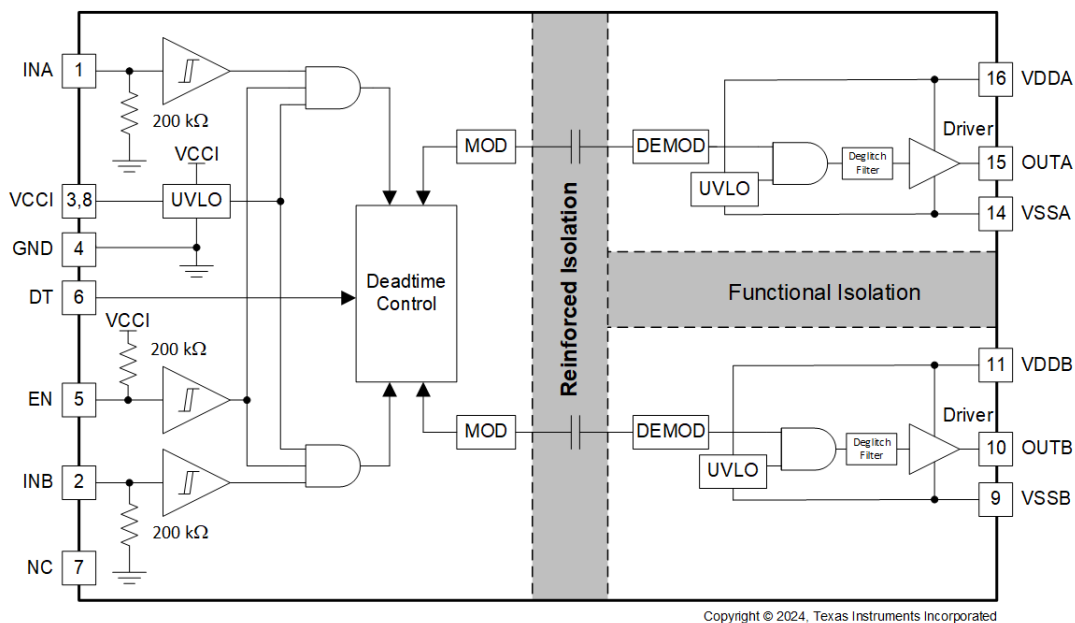 INA
1
200 kΩ
VCCI
VCCI
3,8
UVLO
GND
4
DT
6
VCCI
200 kΩ
EN
5
INB
2
200 kΩ
NC
7
Deadtime
Control
MOD
MOD
Reinforced Isolation
DEMOD
UVLO
Deglitch
Filter
Driver
16
VDDA
15
OUTA
14
VSSA
Functional Isolation
DEMOD
UVLO
Deglitch
Filter
Driver
11
VDDB
10
OUTB
9
VSSB
Copyright © 2024, Texas Instruments Incorporated